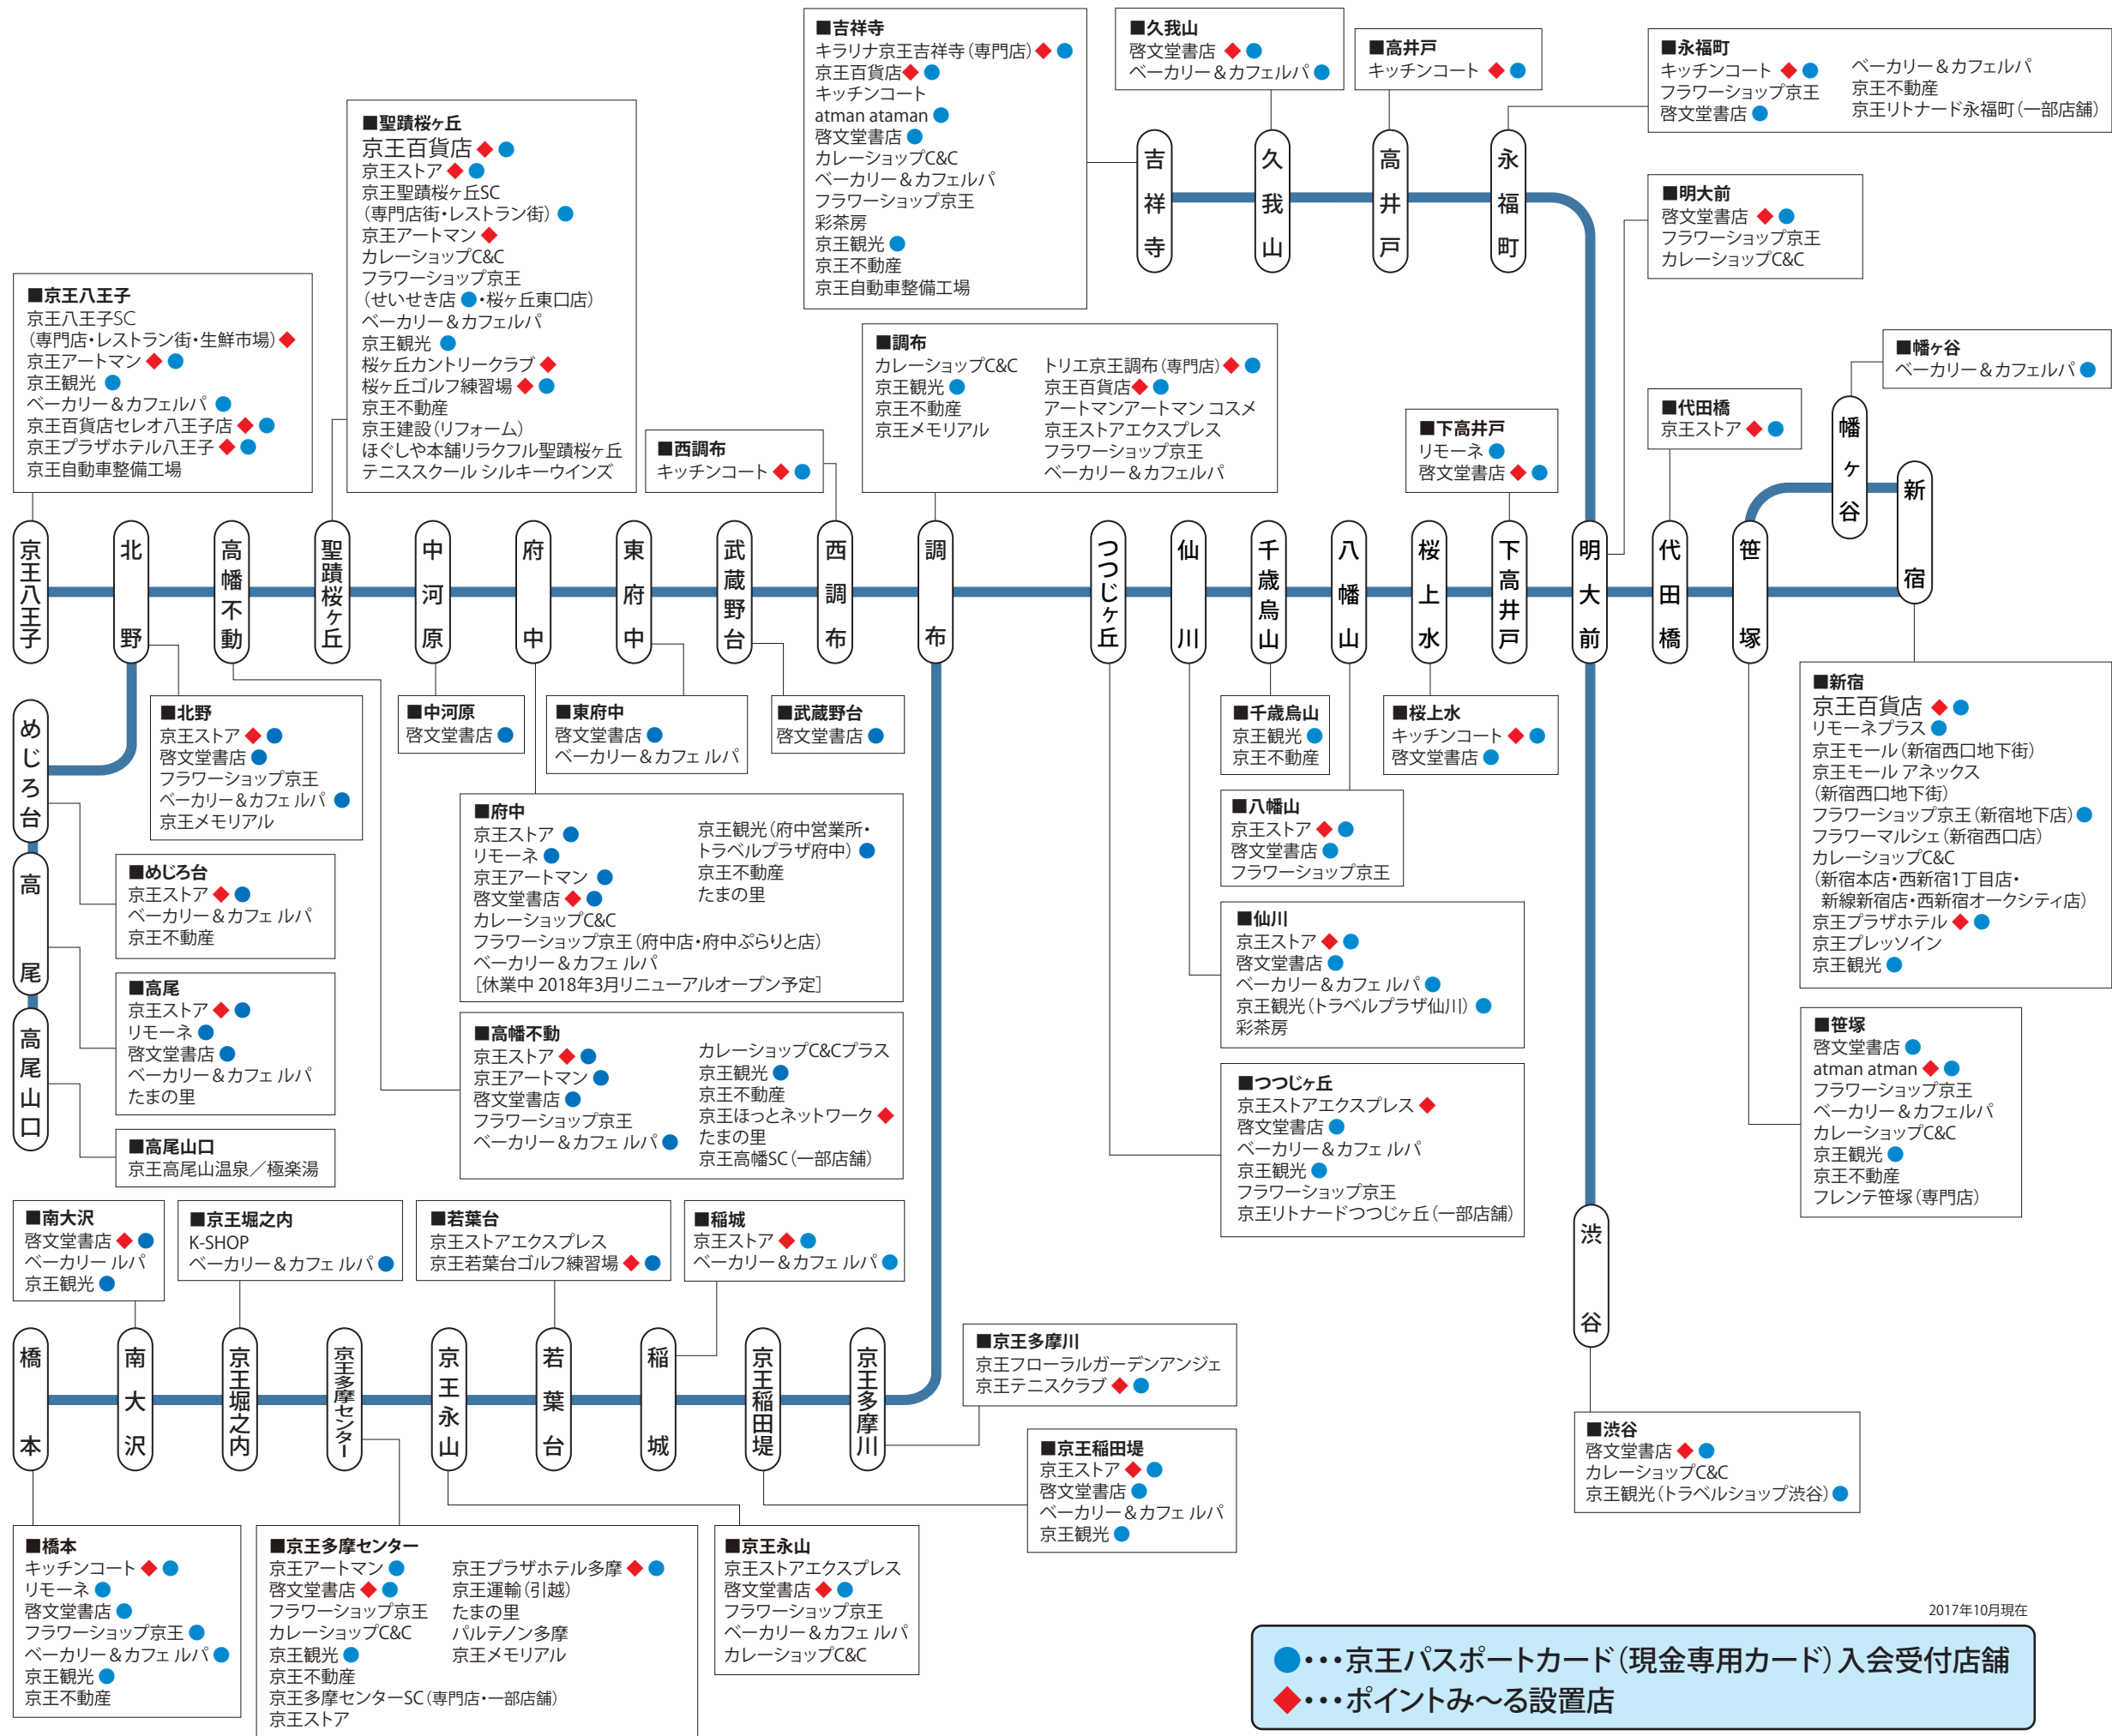 ■吉祥寺
キラリナ京王吉祥寺（専門店）◆●
京王百貨店◆●
キッチンコート
atman ataman●
啓文堂書店●
カレーショップC&C
ベーカリー＆カフェルパ
フラワーショップ京王
彩茶房
京王観光●
京王不動産
京王自動車整備工場
■久我山
啓文堂書店◆●
ベーカリー＆カフェルパ●
■高井戸
キッチンコート◆●
■永福町
キッチンコート◆●
フラワーショップ京王
啓文堂書店●
ベーカリー＆カフェルパ
京王不動産
京王リトナード永福町（一部店舗）
■聖蹟桜ヶ丘
京王百貨店◆●
京王ストア◆●
京王聖蹟桜ヶ丘SC
（専門店街・レストラン街）●
京王アートマン◆
カレーショップC&C
フラワーショップ京王
（せいせき店●・桜ヶ丘東口店）
ベーカリー＆カフェルパ
京王観光●
桜ヶ丘カントリークラブ◆
桜ヶ丘ゴルフ練習場◆●
京王不動産
京王建設（リフォーム）
ほぐしや本舗リラクフル聖蹟桜ヶ丘
テニススクール シルキーウインズ
吉祥寺
久我山
高井戸
永福町
■明大前
啓文堂書店◆●
フラワーショップ京王
カレーショップC&C
■京王八王子
京王八王子SC
（専門店・レストラン街・生鮮市場）◆
京王アートマン◆●
京王観光●
ベーカリー＆カフェルパ●
京王百貨店セレオ八王子店◆●
京王プラザホテル八王子◆●
京王自動車整備工場
■調布
カレーショップC&C
京王観光●
京王不動産
京王メモリアル
トリエ京王調布（専門店）◆●
京王百貨店◆●
アートマンアートマン コスメ
京王ストアエクスプレス
フラワーショップ京王
ベーカリー＆カフェルパ
■幡ヶ谷
ベーカリー＆カフェルパ●
■代田橋
京王ストア◆●
■下高井戸
リモーネ●
啓文堂書店◆●
■西調布
キッチンコート◆●
幡ヶ谷
新宿
京王八王子
北野
高幡不動
聖蹟桜ヶ丘
中河原
府中
東府中
武蔵野台
西調布
調布
つつじヶ丘
仙川
千歳烏山
八幡山
桜上水
下高井戸
明大前
代田橋
笹塚
めじろ台
高尾
高尾山口
■北野
京王ストア◆●
啓文堂書店●
フラワーショップ京王
ベーカリー＆カフェ ルパ●
京王メモリアル
■中河原
啓文堂書店●
■東府中
啓文堂書店●
ベーカリー＆カフェ ルパ
■武蔵野台
啓文堂書店●
■千歳烏山
京王観光●
京王不動産
■桜上水
キッチンコート◆●
啓文堂書店●
■新宿
京王百貨店◆●
リモーネプラス●
京王モール（新宿西口地下街）
京王モール アネックス
（新宿西口地下街）
フラワーショップ京王（新宿地下店）●
フラワーマルシェ（新宿西口店）
カレーショップC&C
（新宿本店・西新宿1丁目店・
新線新宿店・西新宿オークシティ店）
京王プラザホテル◆●
京王プレッソイン
京王観光●
■府中
京王ストア●
リモーネ●
京王アートマン●
啓文堂書店◆●
カレーショップC&C
フラワーショップ京王（府中店・府中ぷらりと店）
ベーカリー＆カフェ ルパ
［休業中 2018年3月リニューアルオープン予定］
京王観光（府中営業所・
トラベルプラザ府中）●
京王不動産
たまの里
■八幡山
京王ストア◆●
啓文堂書店●
フラワーショップ京王
■めじろ台
京王ストア◆●
ベーカリー＆カフェ ルパ
京王不動産
■仙川
京王ストア◆●
啓文堂書店●
ベーカリー＆カフェ ルパ●
京王観光（トラベルプラザ仙川）●
彩茶房
■高尾
京王ストア◆●
リモーネ●
啓文堂書店●
ベーカリー＆カフェ ルパ
たまの里
■高幡不動
京王ストア◆●
京王アートマン●
啓文堂書店●
フラワーショップ京王
ベーカリー＆カフェ ルパ●
カレーショップC&Cプラス
京王観光●
京王不動産
京王ほっとネットワーク◆
たまの里
京王高幡SC（一部店舗）
■笹塚
啓文堂書店●
atman atman◆●
フラワーショップ京王
ベーカリー＆カフェルパ
カレーショップC&C
京王観光●
京王不動産
フレンテ笹塚（専門店）
■つつじヶ丘
京王ストアエクスプレス◆
啓文堂書店●
ベーカリー＆カフェ ルパ
京王観光●
フラワーショップ京王
京王リトナードつつじヶ丘（一部店舗）
■高尾山口
京王高尾山温泉／極楽湯
■南大沢
啓文堂書店◆●
ベーカリー ルパ
京王観光●
■京王堀之内
K-SHOP
ベーカリー＆カフェ ルパ●
■若葉台
京王ストアエクスプレス
京王若葉台ゴルフ練習場◆●
■稲城
京王ストア◆●
ベーカリー＆カフェ ルパ●
渋谷
橋本
南大沢
京王堀之内
京王多摩センター
京王永山
若葉台
稲城
京王稲田堤
京王多摩川
■京王多摩川
京王フローラルガーデンアンジェ
京王テニスクラブ◆●
■京王稲田堤
京王ストア◆●
啓文堂書店●
ベーカリー＆カフェ ルパ
京王観光●
■渋谷
啓文堂書店◆●
カレーショップC&C
京王観光（トラベルショップ渋谷）●
■橋本
キッチンコート◆●
リモーネ●
啓文堂書店●
フラワーショップ京王●
ベーカリー＆カフェ ルパ●
京王観光●
京王不動産
■京王多摩センター
京王アートマン●
啓文堂書店◆●
フラワーショップ京王
カレーショップC&C
京王観光●
京王不動産
京王多摩センターSC（専門店・一部店舗）
京王ストア
京王プラザホテル多摩◆●
京王運輸（引越）
たまの里
パルテノン多摩
京王メモリアル
■京王永山
京王ストアエクスプレス
啓文堂書店◆●
フラワーショップ京王
ベーカリー＆カフェ ルパ
カレーショップC&C
2017年10月現在
●・・・京王パスポートカード（現金専用カード）入会受付店舗
◆・・・ポイントみ〜る設置店